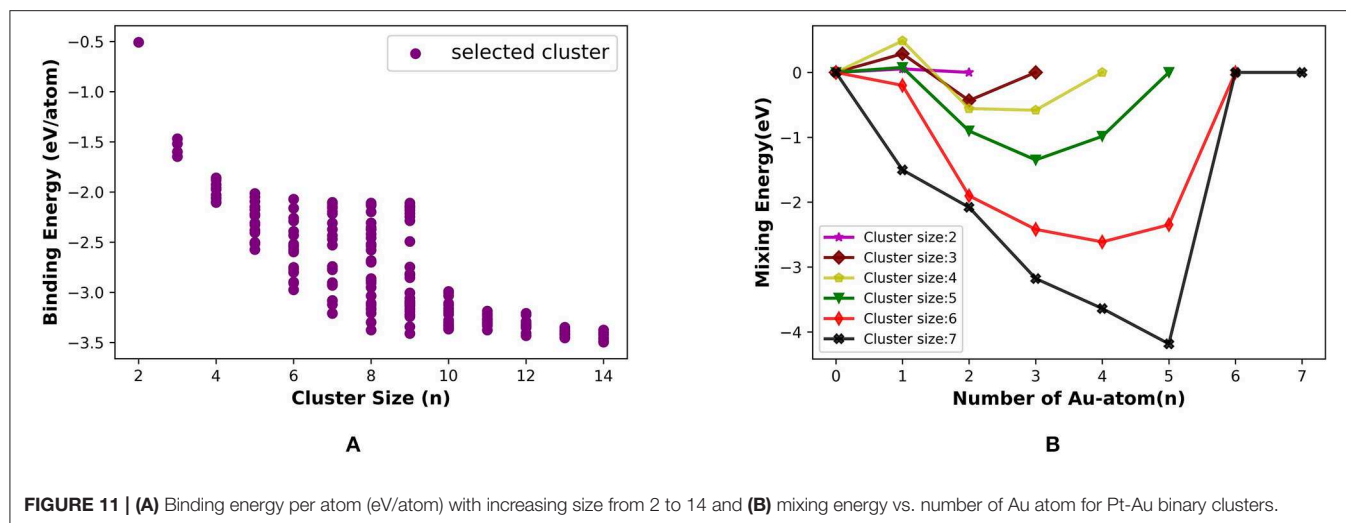 selected cluster
Binding Energy (eV/atom)
−0.5
−1.0
−1.5
−2.0
−2.5
−3.0
−3.5
2 4 6 8 10 12 14
Cluster Size (n)
A
Mixing Energy(eV)
0
−1
−2
−3
−4
Cluster size:2
Cluster size:3
Cluster size:4
Cluster size:5
Cluster size:6
Cluster size:7
0 1 2 3 4 5 6 7
Number of Au-atom(n)
B
FIGURE 11 | (A) Binding energy per atom (eV/atom) with increasing size from 2 to 14 and (B) mixing energy vs. number of Au atom for Pt-Au binary clusters.